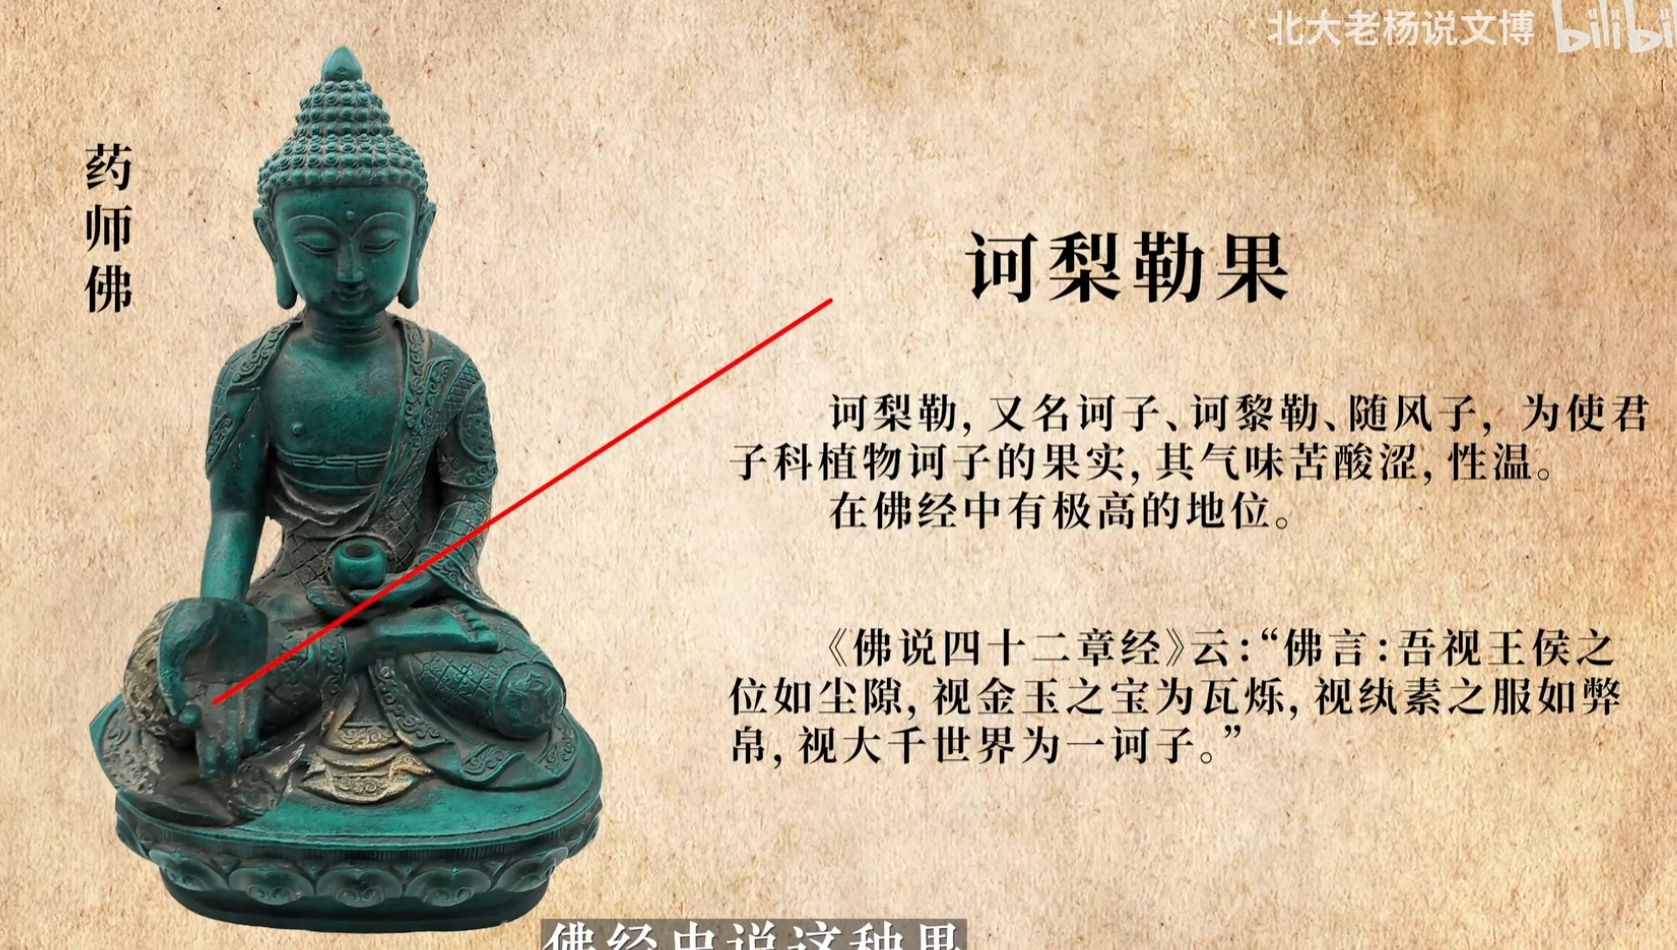 北大老杨说文博 bilibili
药师佛
诃梨勒果
诃梨勒，又名诃子、诃黎勒、随风子，为使君
子科植物诃子的果实，其气味苦酸涩，性温。
在佛经中有极高的地位。
《佛说四十二章经》云：“佛言：吾视王侯之
位如尘隙，视金玉之宝为瓦烁，视纨素之服如弊
帛，视大千世界为一诃子。”
佛经中说这种果